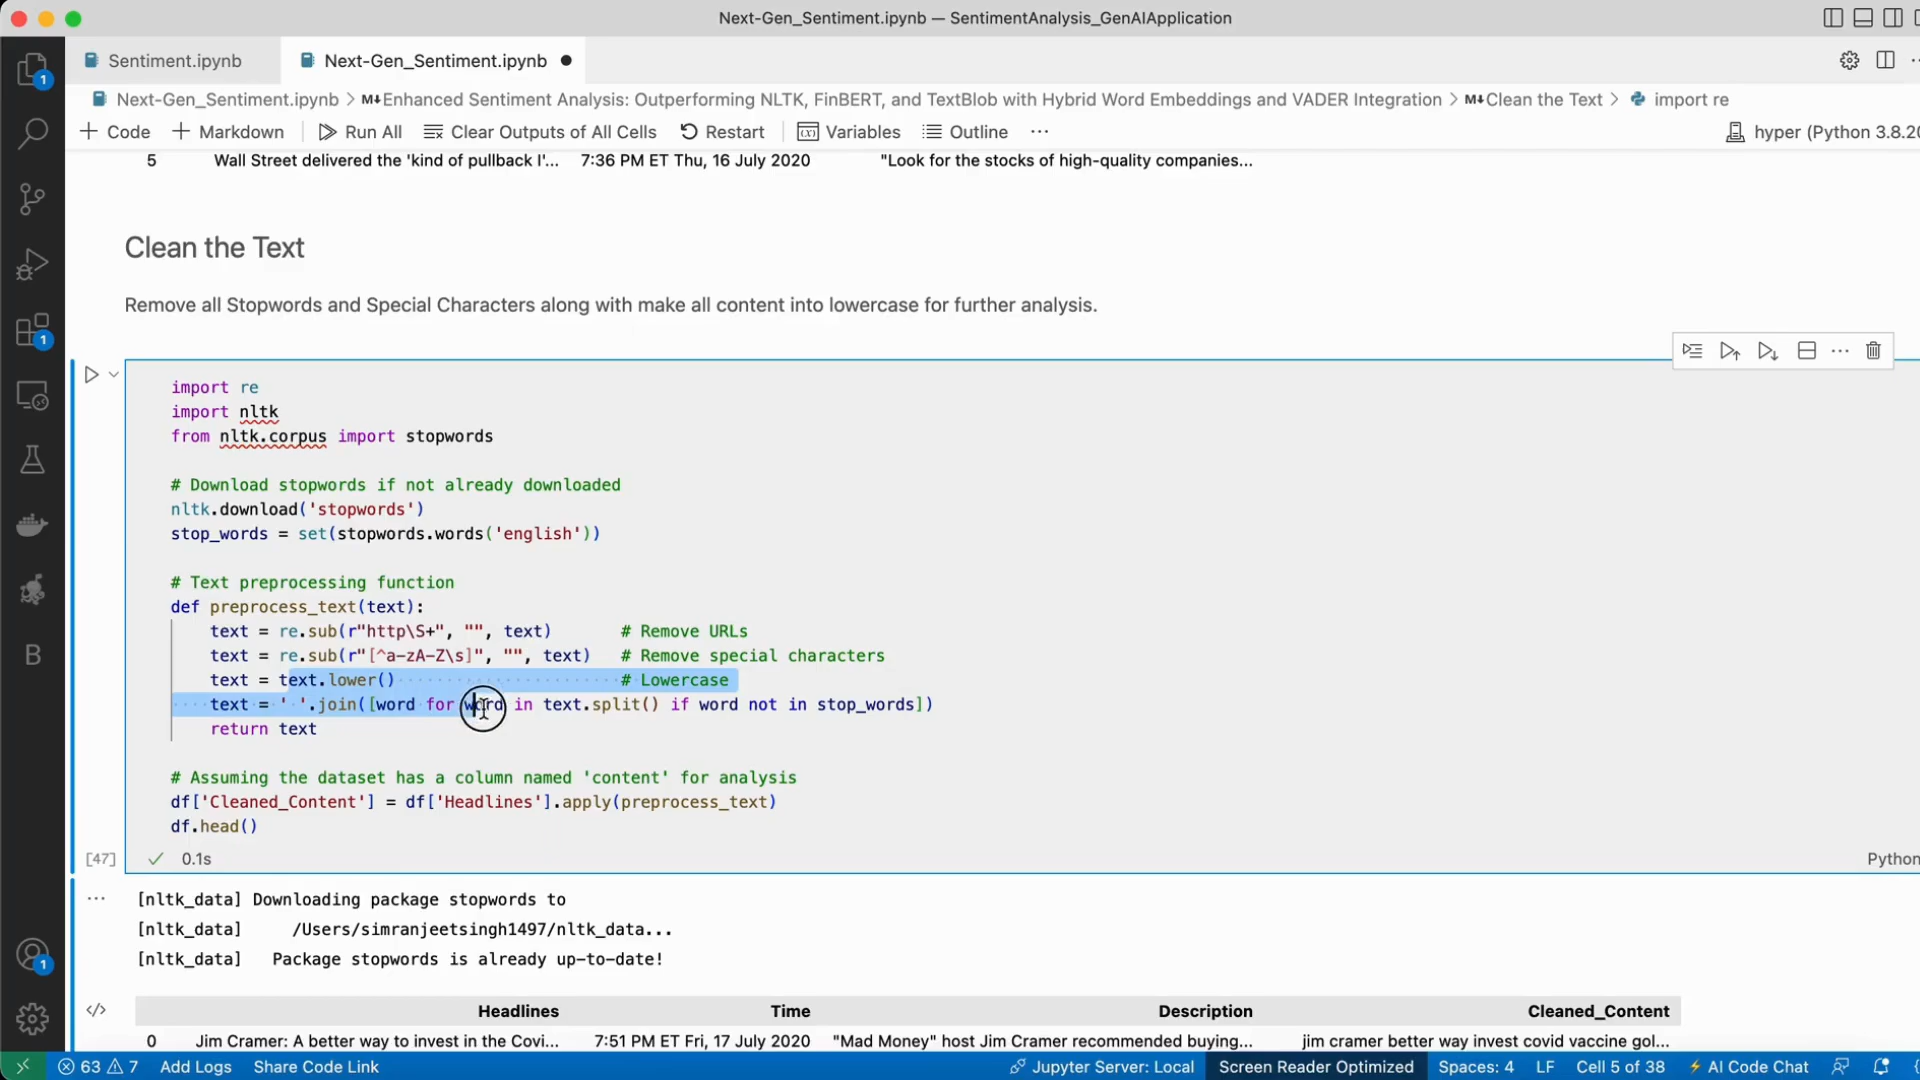 Next-Gen_Sentiment.ipynb — SentimentAnalysis_GenAIApplication
Sentiment.ipynb
Next-Gen_Sentiment.ipynb
Next-Gen_Sentiment.ipynb > M↓Enhanced Sentiment Analysis: Outperforming NLTK, FinBERT, and TextBlob with Hybrid Word Embeddings and VADER Integration > M↓Clean the Text > import re
+ Code + Markdown Run All Clear Outputs of All Cells Restart Variables Outline ··· hyper (Python 3.8.20
5 Wall Street delivered the 'kind of pullback I'... 7:36 PM ET Thu, 16 July 2020 "Look for the stocks of high-quality companies...
Clean the Text
Remove all Stopwords and Special Characters along with make all content into lowercase for further analysis.
import re
import nltk
from nltk.corpus import stopwords
# Download stopwords if not already downloaded
nltk.download('stopwords')
stop_words = set(stopwords.words('english'))
# Text preprocessing function
def preprocess_text(text):
text = re.sub(r"http\S+", "", text) # Remove URLs
text = re.sub(r"[^a-zA-Z\s]", "", text) # Remove special characters
text = text.lower() # Lowercase
text = ' '.join([word for word in text.split() if word not in stop_words])
return text
# Assuming the dataset has a column named 'content' for analysis
df['Cleaned_Content'] = df['Headlines'].apply(preprocess_text)
df.head()
[47] ✓ 0.1s Python
[nltk_data] Downloading package stopwords to
[nltk_data] /Users/simranjeetsingh1497/nltk_data...
[nltk_data] Package stopwords is already up-to-date!
Headlines Time Description Cleaned_Content
0 Jim Cramer: A better way to invest in the Covi... 7:51 PM ET Fri, 17 July 2020 "Mad Money" host Jim Cramer recommended buying... jim cramer better way invest covid vaccine gol...
1
1
B
1
63 7 Add Logs Share Code Link Jupyter Server: Local Screen Reader Optimized Spaces: 4 LF Cell 5 of 38 AI Code Chat